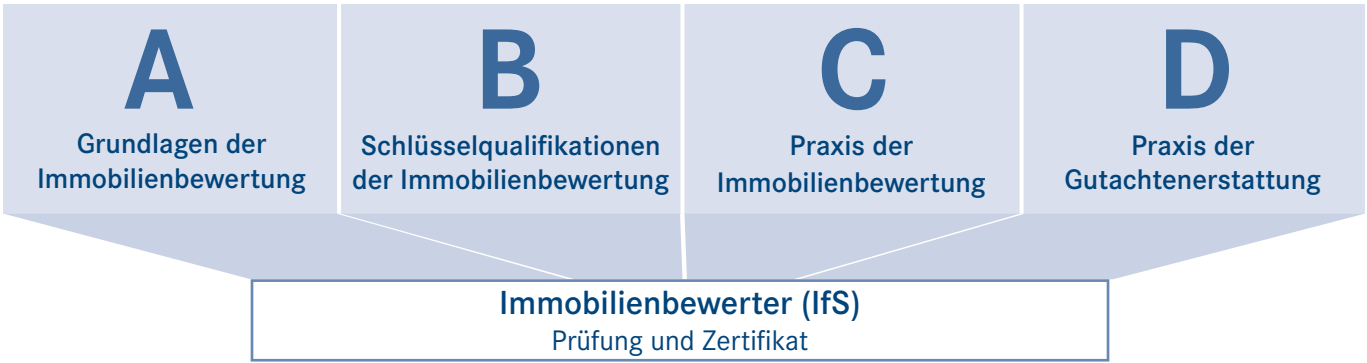 A
Grundlagen der
Immobilienbewertung
B
Schlüsselqualifikationen
der Immobilienbewertung
C
Praxis der
Immobilienbewertung
D
Praxis der
Gutachtenerstattung
Immobilienbewerter (IfS)
Prüfung und Zertifikat